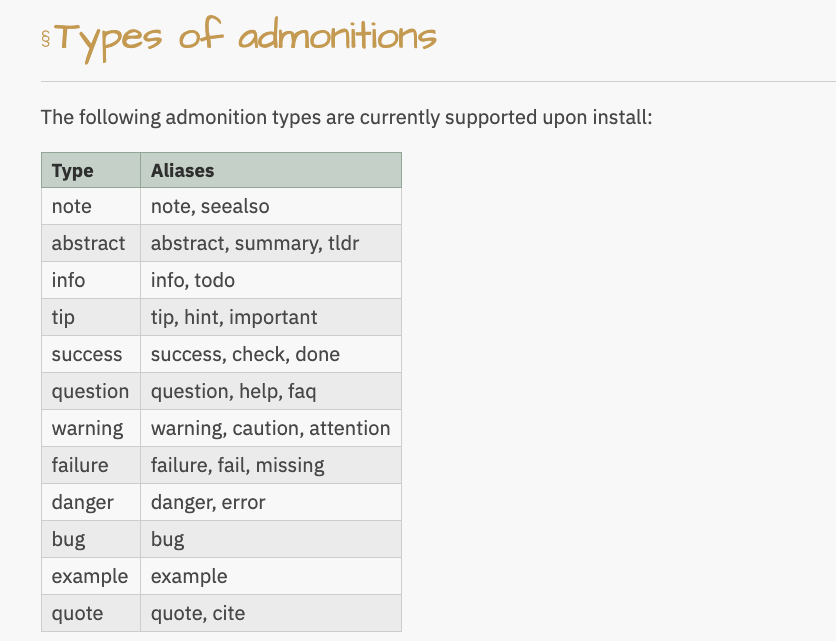 §Types of admonitions
The following admonition types are currently supported upon install:
Type Aliases
note note, seealso
abstract abstract, summary, tldr
info info, todo
tip tip, hint, important
success success, check, done
question question, help, faq
warning warning, caution, attention
failure failure, fail, missing
danger danger, error
bug bug
example example
quote quote, cite